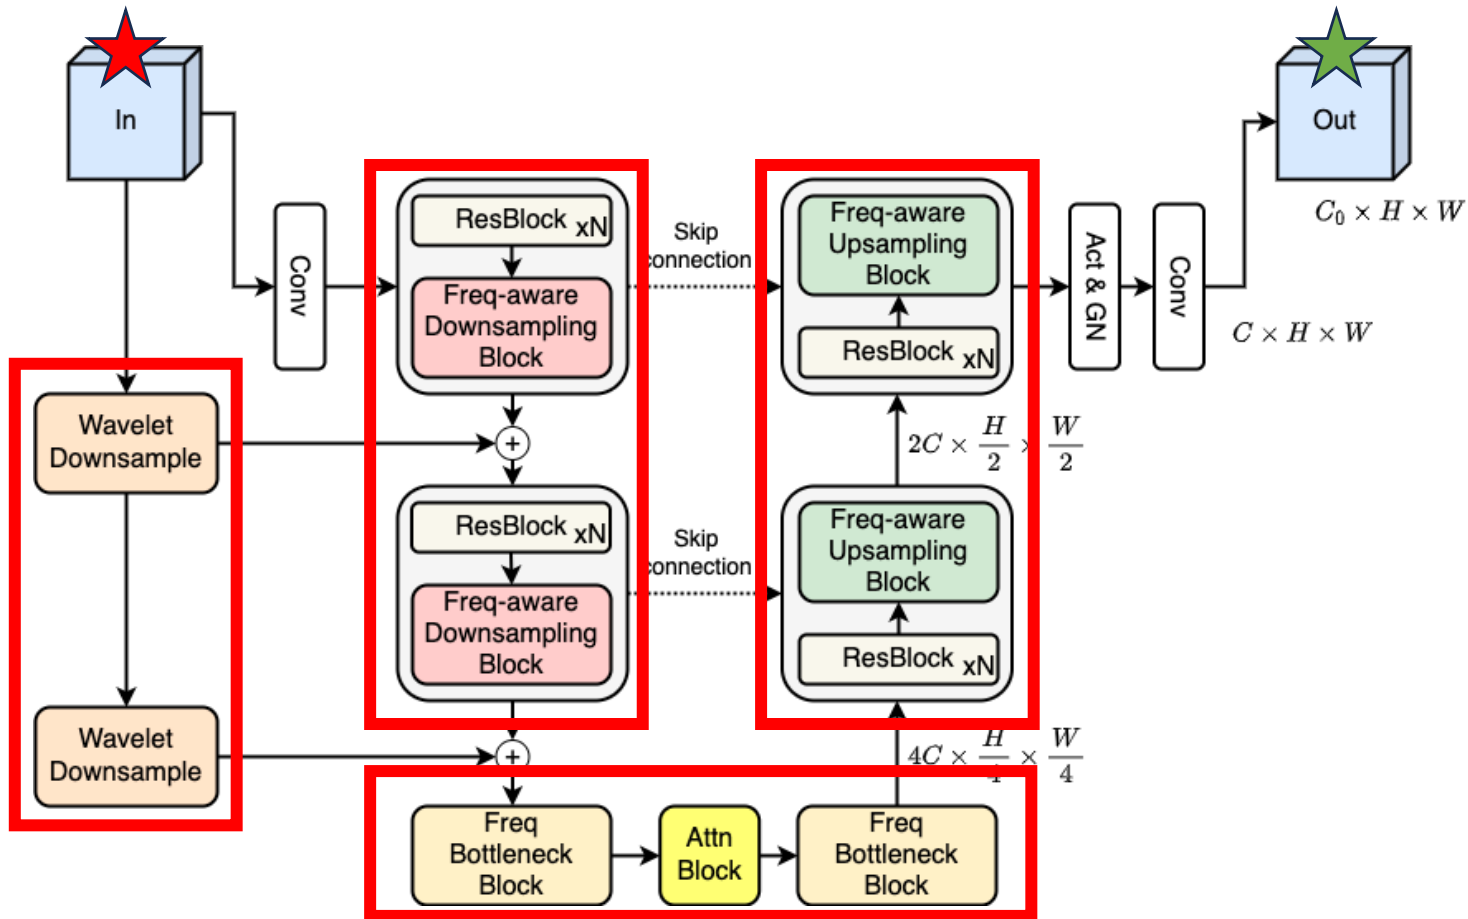 In
Out
C₀ × H × W
Conv
ResBlock xN
Freq-aware
Downsampling
Block
Skip
connection
Freq-aware
Upsampling
Block
ResBlock xN
Act & GN
Conv
C × H × W
Wavelet
Downsample
+
2C × H/2 × W/2
ResBlock xN
Freq-aware
Downsampling
Block
Skip
connection
Freq-aware
Upsampling
Block
ResBlock xN
Wavelet
Downsample
+
4C × H/4 × W/4
Freq
Bottleneck
Block
Attn
Block
Freq
Bottleneck
Block